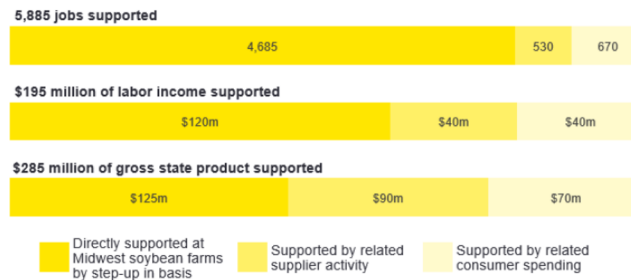 5,885 jobs supported
4,685 530 670
$195 million of labor income supported
$120m $40m $40m
$285 million of gross state product supported
$125m $90m $70m
Directly supported at
Midwest soybean farms
by step-up in basis
Supported by related
supplier activity
Supported by related
consumer spending